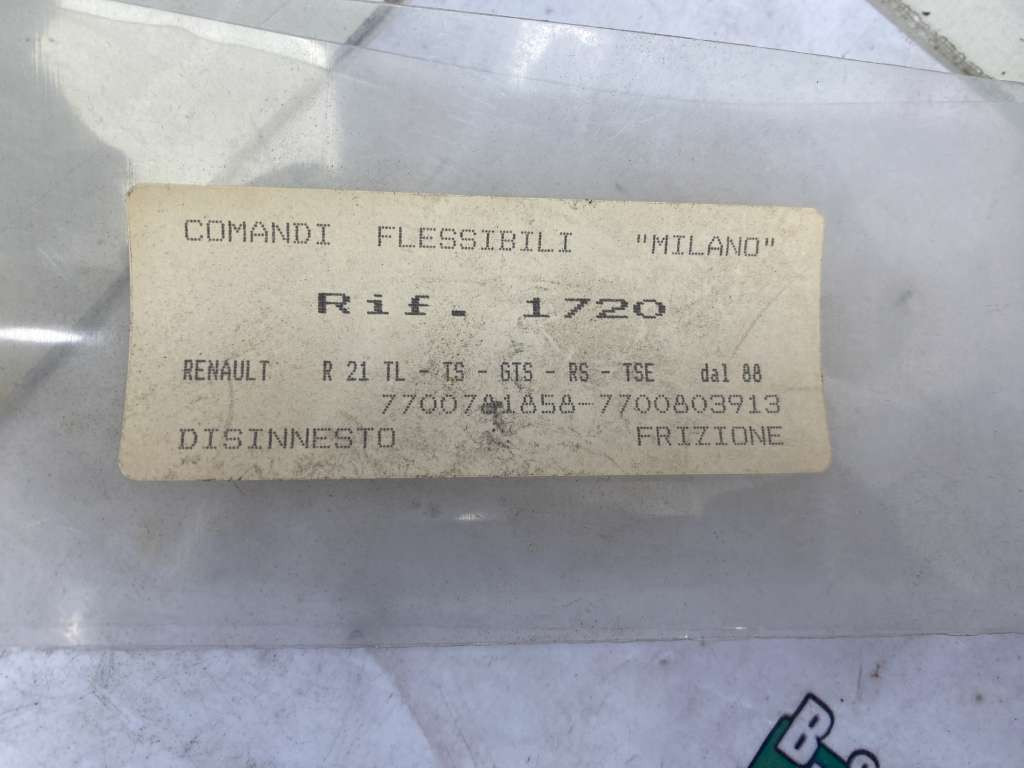 COMANDI FLESSIBILI "MILANO"
Rif. 1720
RENAULT R 21 TL - TS - GTS - RS - TSE dal 88
7700781858-7700803913
DISINNESTO FRIZIONE